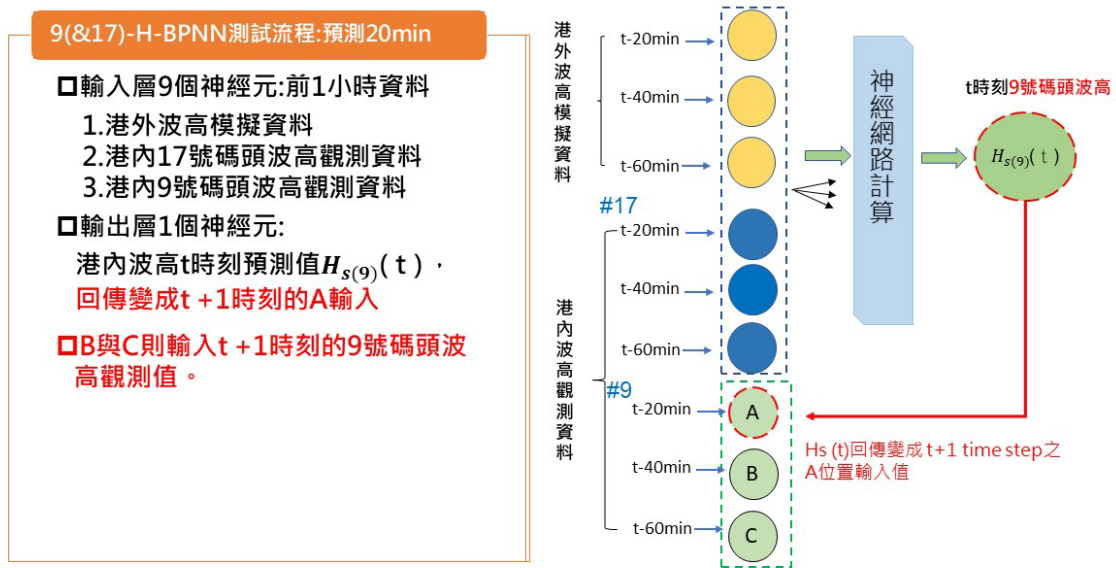 9(&17)-H-BPNN測試流程:預測20min
輸入層9個神經元:前1小時資料
1.港外波高模擬資料
2.港內17號碼頭波高觀測資料
3.港內9號碼頭波高觀測資料
輸出層1個神經元:
港內波高t時刻預測值Hs(9)(t),
回傳變成t +1時刻的A輸入
B與C則輸入t +1時刻的9號碼頭波
高觀測值。
港外波高模擬資料
t-20min
t-40min
t-60min
#17
港內波高觀測資料
t-20min
t-40min
t-60min
#9
t-20min
A
t-40min
B
t-60min
C
神經網路計算
t時刻9號碼頭波高
Hs(9)(t)
Hs (t)回傳變成 t+1 time step之
A位置輸入值